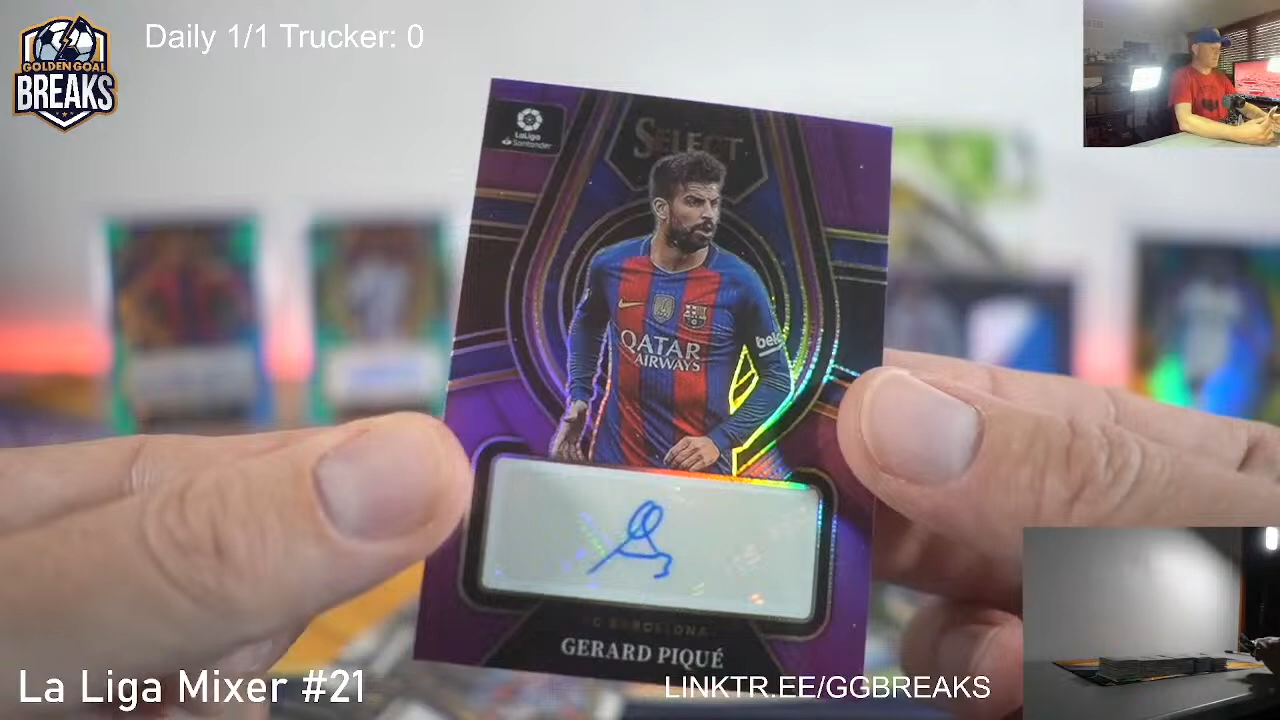 Daily 1/1 Trucker: 0
GOLDEN GOAL
BREAKS
LaLiga
Santander
SELECT
QATAR
AIRWAYS
beko
FC BARCELONA
GERARD PIQUÉ
La Liga Mixer #21
LINKTR.EE/GGBREAKS